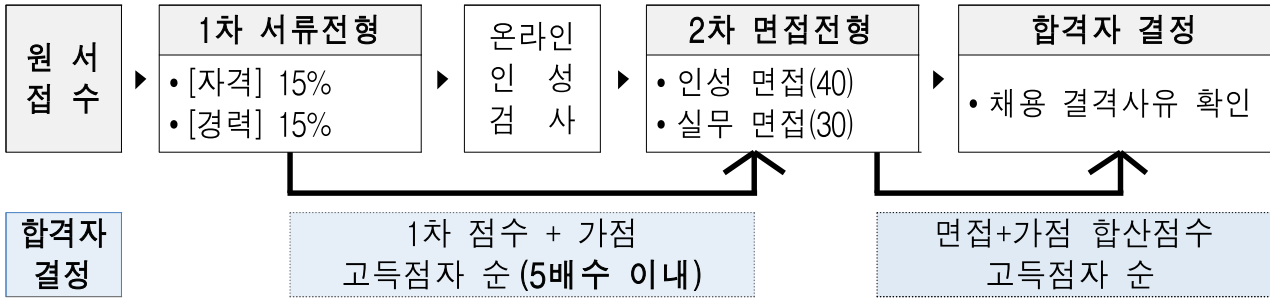 원 서
접 수
1차 서류전형
• [자격] 15%
• [경력] 15%
온라인
인 성
검 사
2차 면접전형
• 인성 면접(40)
• 실무 면접(30)
합격자 결정
• 채용 결격사유 확인
합격자
결정
1차 점수 + 가점
고득점자 순 (5배수 이내)
면접+가점 합산점수
고득점자 순